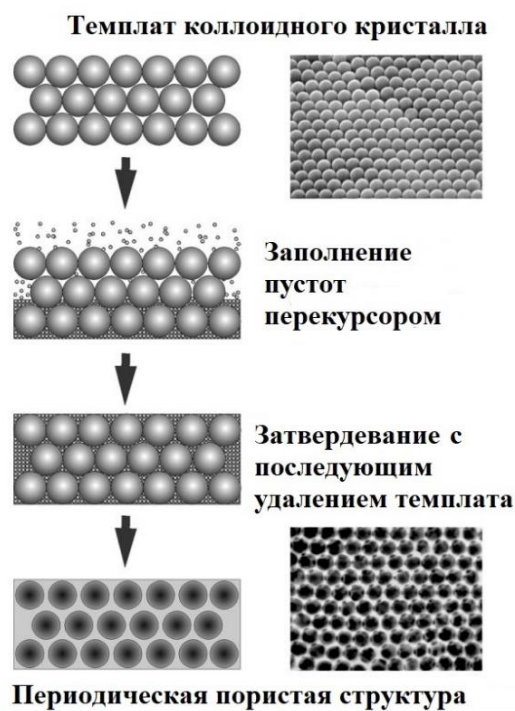 Темплат коллоидного кристалла
Заполнение
пустот
перекурсором
Затвердевание с
последующим
удалением темплата
Периодическая пористая структура